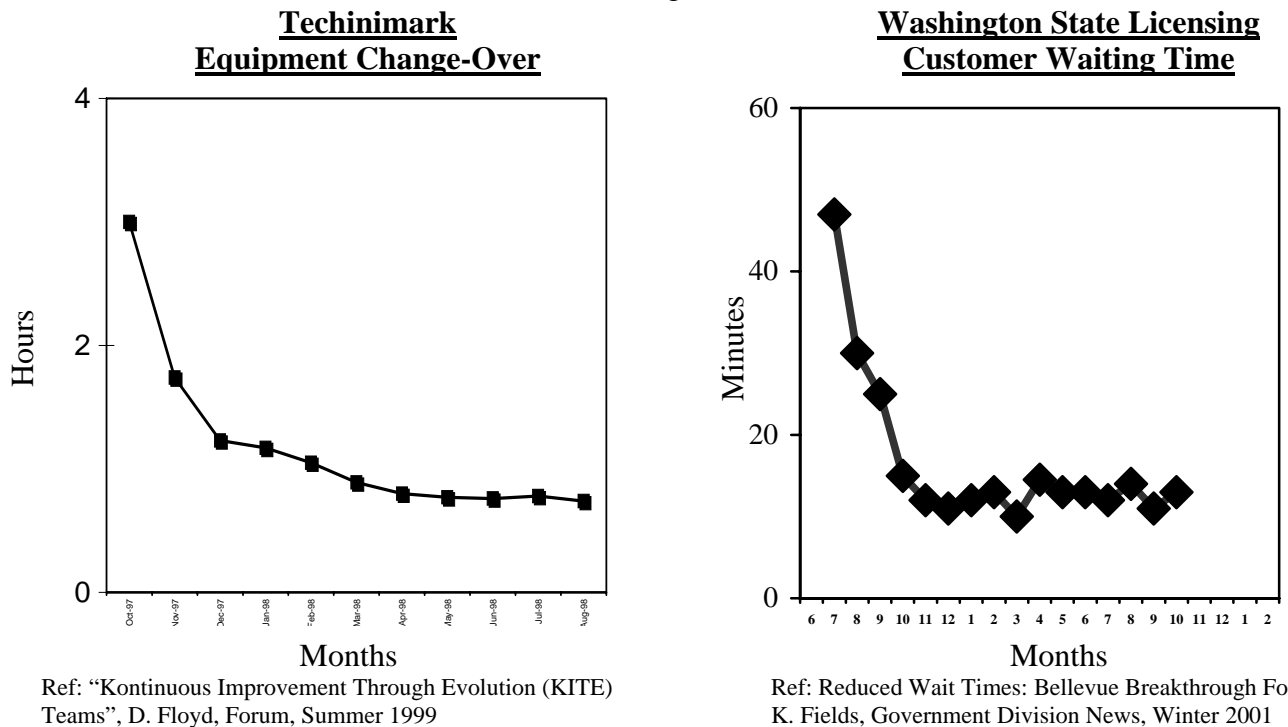 Techinimark
Equipment Change-Over
4
2
0
Hours
Oct-97
Nov-97
Dec-97
Jan-98
Feb-98
Mar-98
Apr-98
May-98
Jun-98
Jul-98
Aug-98
Months
Ref: “Kontinuous Improvement Through Evolution (KITE)
Teams”, D. Floyd, Forum, Summer 1999
Washington State Licensing
Customer Waiting Time
60
40
20
0
Minutes
6 7 8 9 10 11 12 1 2 3 4 5 6 7 8 9 10 11 12 1 2
Months
Ref: Reduced Wait Times: Bellevue Breakthrough Fo
K. Fields, Government Division News, Winter 2001